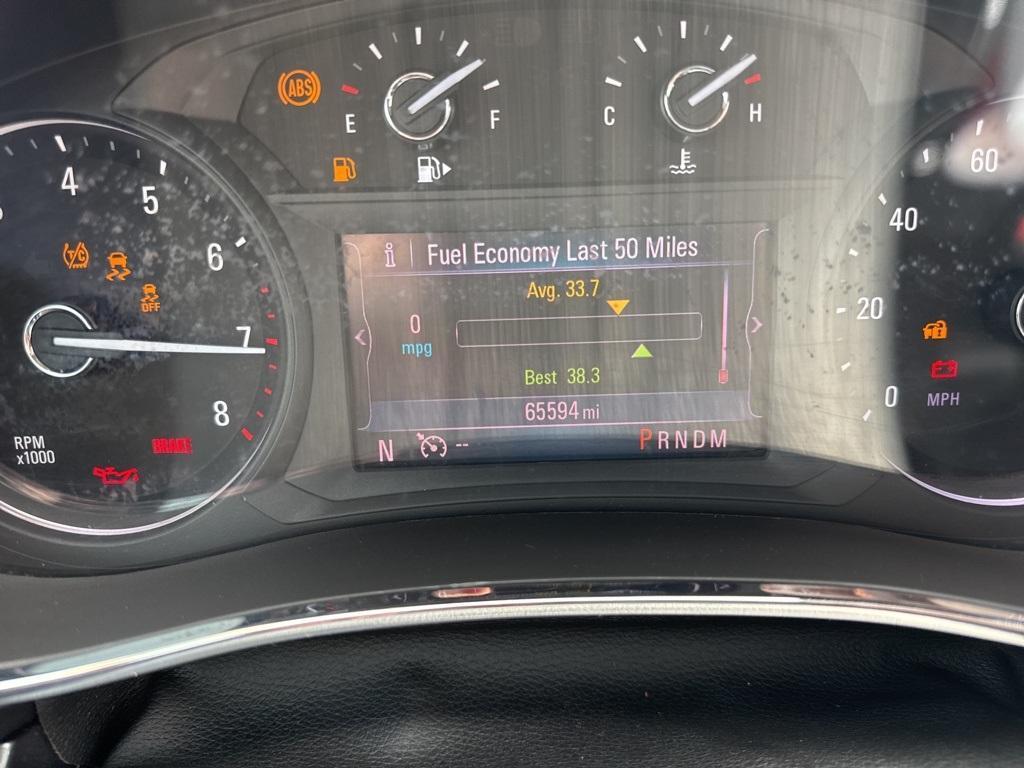 ABS
E
F
C
H
4
5
6
7
8
T/C
OFF
RPM
x1000
BRAKE
i
Fuel Economy Last 50 Miles
Avg. 33.7
0
mpg
Best 38.3
65594 mi
N
--
PRNDM
60
40
20
0
MPH